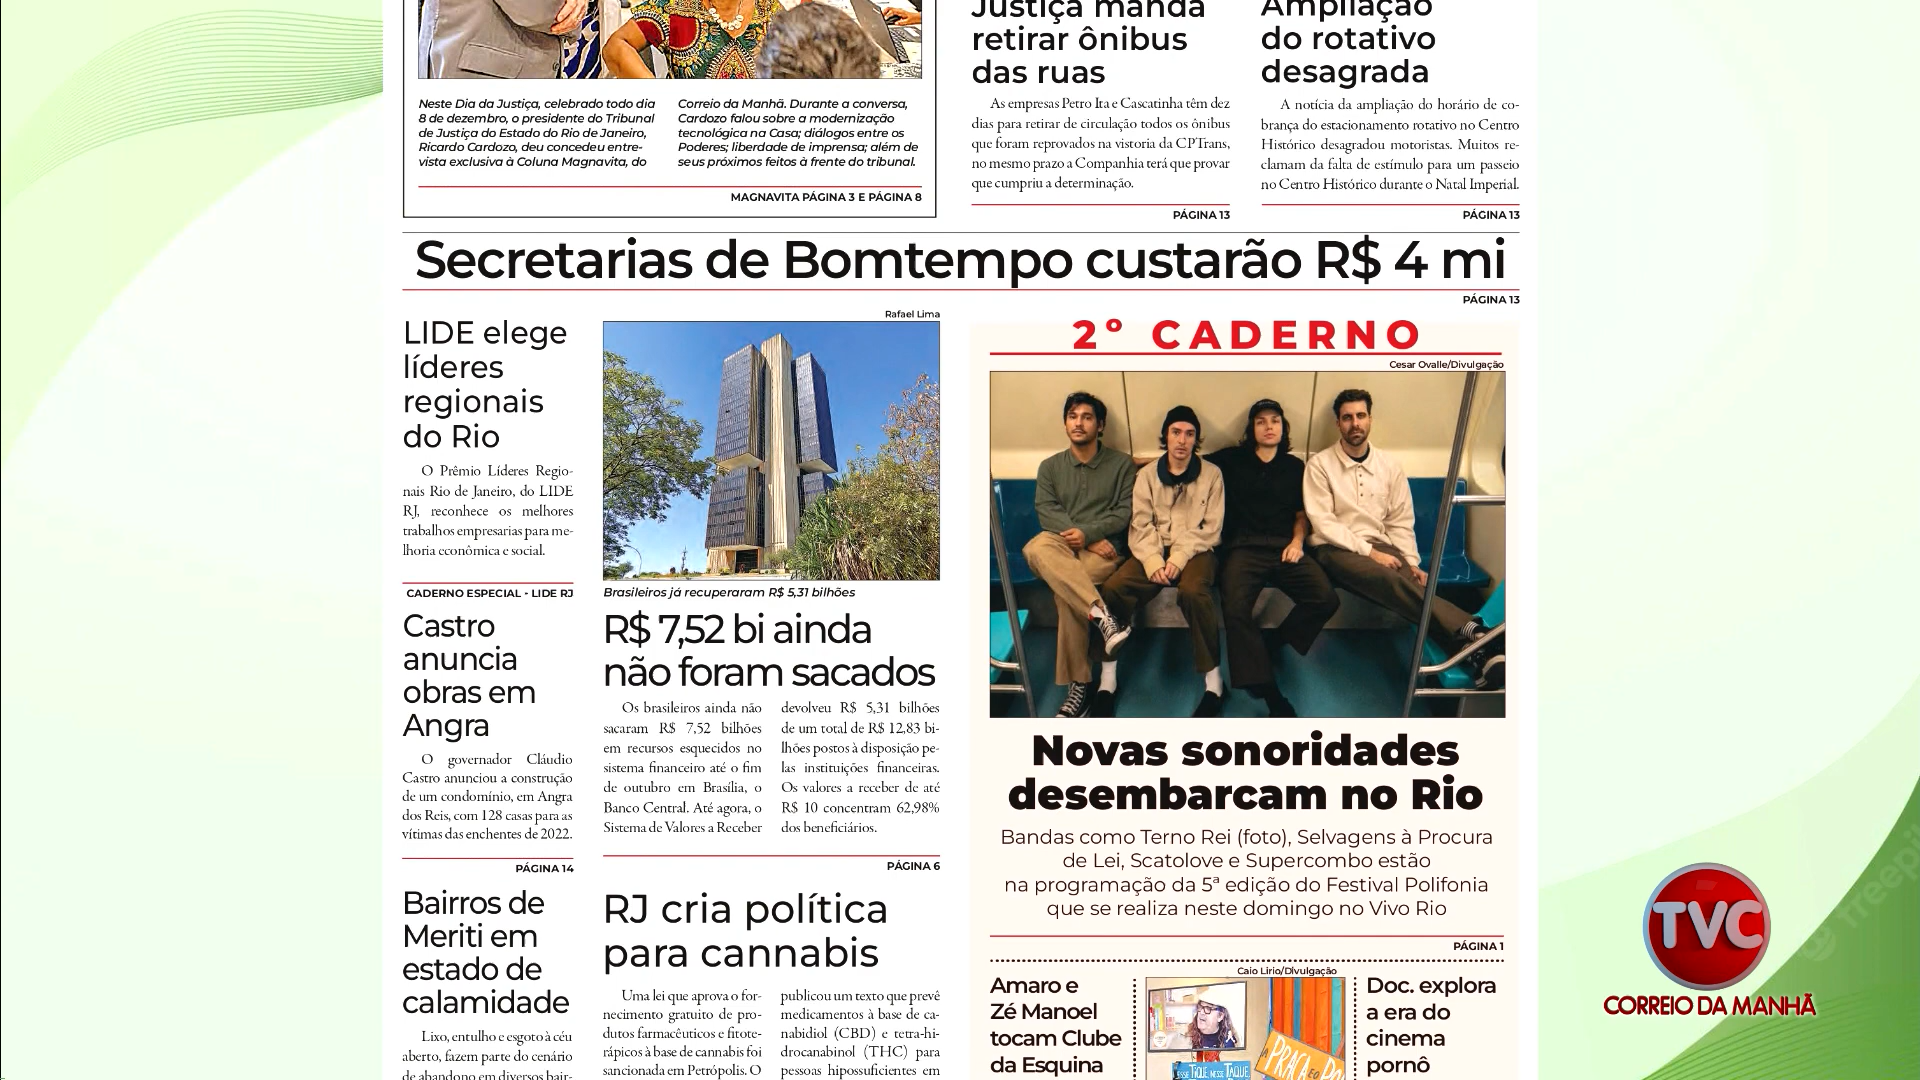 Neste Dia da Justiça, celebrado todo dia
8 de dezembro, o presidente do Tribunal
de Justiça do Estado do Rio de Janeiro,
Ricardo Cardozo, deu concedeu entre-
vista exclusiva à Coluna Magnavita, do
Correio da Manhã. Durante a conversa,
Cardozo falou sobre a modernização
tecnológica na Casa; diálogos entre os
Poderes; liberdade de imprensa; além de
seus próximos feitos à frente do tribunal.
MAGNAVITA PÁGINA 3 E PÁGINA 8
Justiça manda
retirar ônibus
das ruas
As empresas Petro Ita e Cascatinha têm dez
dias para retirar de circulação todos os ônibus
que foram reprovados na vistoria da CPTrans,
no mesmo prazo a Companhia terá que provar
que cumpriu a determinação.
PÁGINA 13
Ampliação
do rotativo
desagrada
A notícia da ampliação do horário de co-
brança do estacionamento rotativo no Centro
Histórico desagradou motoristas. Muitos re-
clamam da falta de estímulo para um passeio
no Centro Histórico durante o Natal Imperial.
PÁGINA 13
Secretarias de Bomtempo custarão R$ 4 mi
PÁGINA 13
LIDE elege
líderes
regionais
do Rio
O Prêmio Líderes Regio-
nais Rio de Janeiro, do LIDE
RJ, reconhece os melhores
trabalhos empresarias para me-
lhoria econômica e social.
CADERNO ESPECIAL - LIDE RJ
Castro
anuncia
obras em
Angra
O governador Cláudio
Castro anunciou a construção
de um condomínio, em Angra
dos Reis, com 128 casas para as
vítimas das enchentes de 2022.
PÁGINA 14
Bairros de
Meriti em
estado de
calamidade
Lixo, entulho e esgoto à céu
aberto, fazem parte do cenário
de abandono em diversos bair-
Rafael Lima
Brasileiros já recuperaram R$ 5,31 bilhões
R$ 7,52 bi ainda
não foram sacados
Os brasileiros ainda não
sacaram R$ 7,52 bilhões
em recursos esquecidos no
sistema financeiro até o fim
de outubro em Brasília, o
Banco Central. Até agora, o
Sistema de Valores a Receber
devolveu R$ 5,31 bilhões
de um total de R$ 12,83 bi-
lhões postos à disposição pe-
las instituições financeiras.
Os valores a receber de até
R$ 10 concentram 62,98%
dos beneficiários.
PÁGINA 6
RJ cria política
para cannabis
Uma lei que aprova o for-
necimento gratuito de pro-
dutos farmacêuticos e fitote-
rápicos à base de cannabis foi
sancionada em Petrópolis. O
publicou um texto que prevê
medicamentos à base de ca-
nabidiol (CBD) e tetra-hi-
drocanabinol (THC) para
pessoas hipossuficientes em
2º CADERNO
Cesar Ovalle/Divulgação
Novas sonoridades
desembarcam no Rio
Bandas como Terno Rei (foto), Selvagens à Procura
de Lei, Scatolove e Supercombo estão
na programação da 5ª edição do Festival Polifonia
que se realiza neste domingo no Vivo Rio
PÁGINA 1
Amaro e
Zé Manoel
tocam Clube
da Esquina
Caio Lirio/Divulgação
Doc. explora
a era do
cinema
pornô
TVC
CORREIO DA MANHÃ